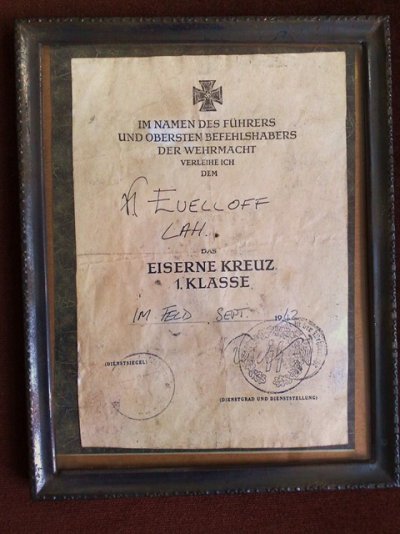 IM NAMEN DES FÜHRERS
UND OBERSTEN BEFEHLSHABERS
DER WEHRMACHT
VERLEIHE ICH
DEM
EUELLOFF
LAH.
DAS
EISERNE KREUZ
1. KLASSE
IM FELD SEPT. 1942
(DIENSTSIEGEL)
(DIENSTGRAD UND DIENSTSTELLUNG)